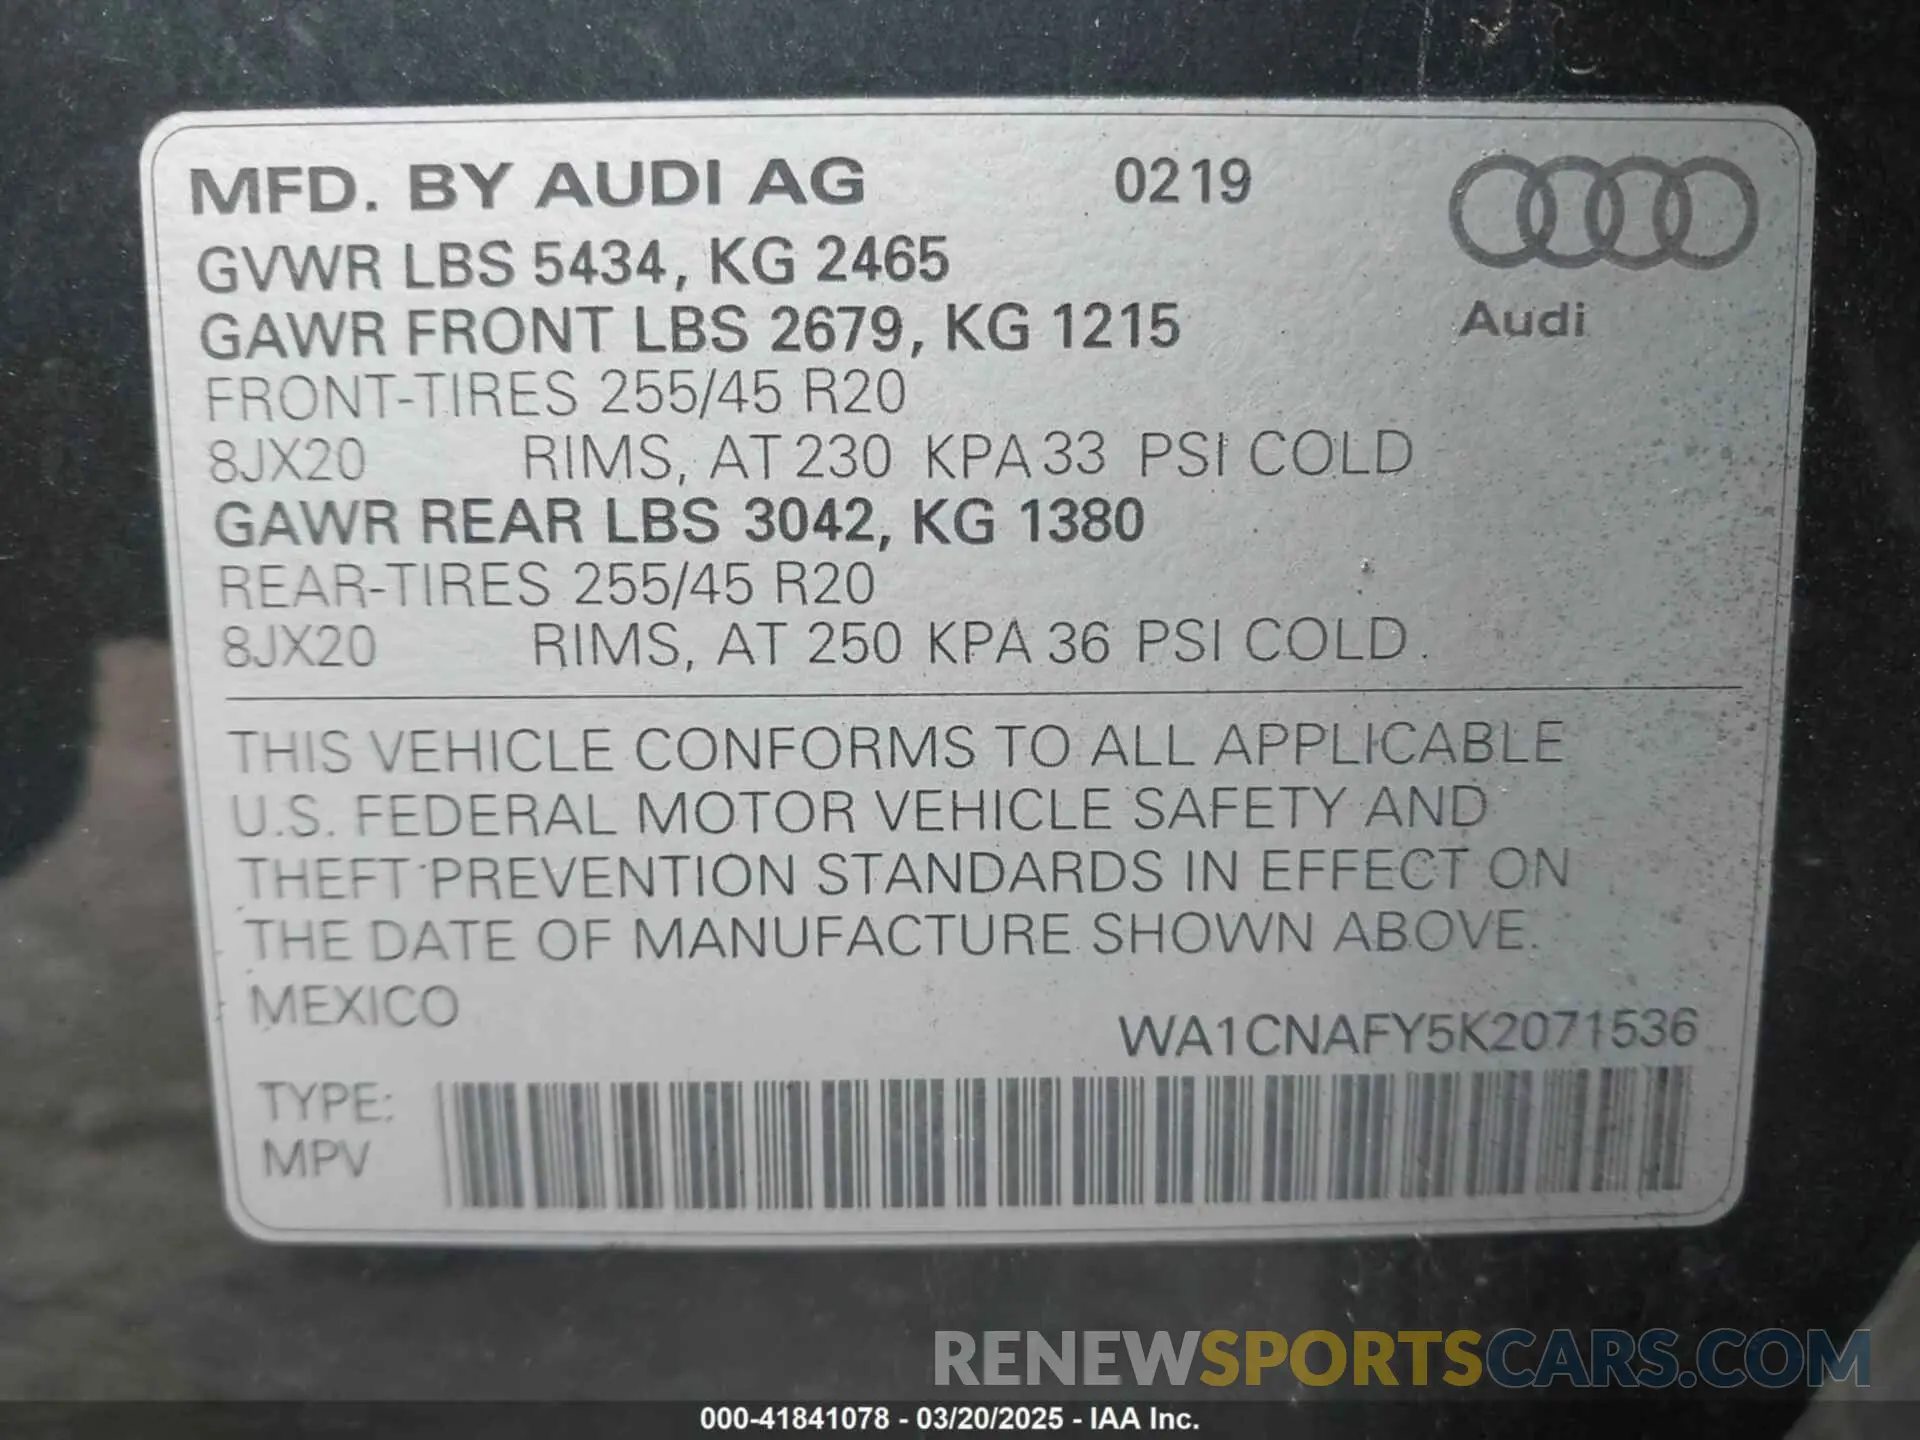 MFD. BY AUDI AG 0219
GVWR LBS 5434, KG 2465
GAWR FRONT LBS 2679, KG 1215
Audi
FRONT-TIRES 255/45 R20
8JX20 RIMS, AT 230 KPA 33 PSI COLD
GAWR REAR LBS 3042, KG 1380
REAR-TIRES 255/45 R20
8JX20 RIMS, AT 250 KPA 36 PSI COLD.
THIS VEHICLE CONFORMS TO ALL APPLICABLE
U.S. FEDERAL MOTOR VEHICLE SAFETY AND
THEFT PREVENTION STANDARDS IN EFFECT ON
THE DATE OF MANUFACTURE SHOWN ABOVE.
MEXICO
WA1CNAFY5K2071536
TYPE:
MPV
RENEWSPORTSCARS.COM
000-41841078 - 03/20/2025 - IAA Inc.